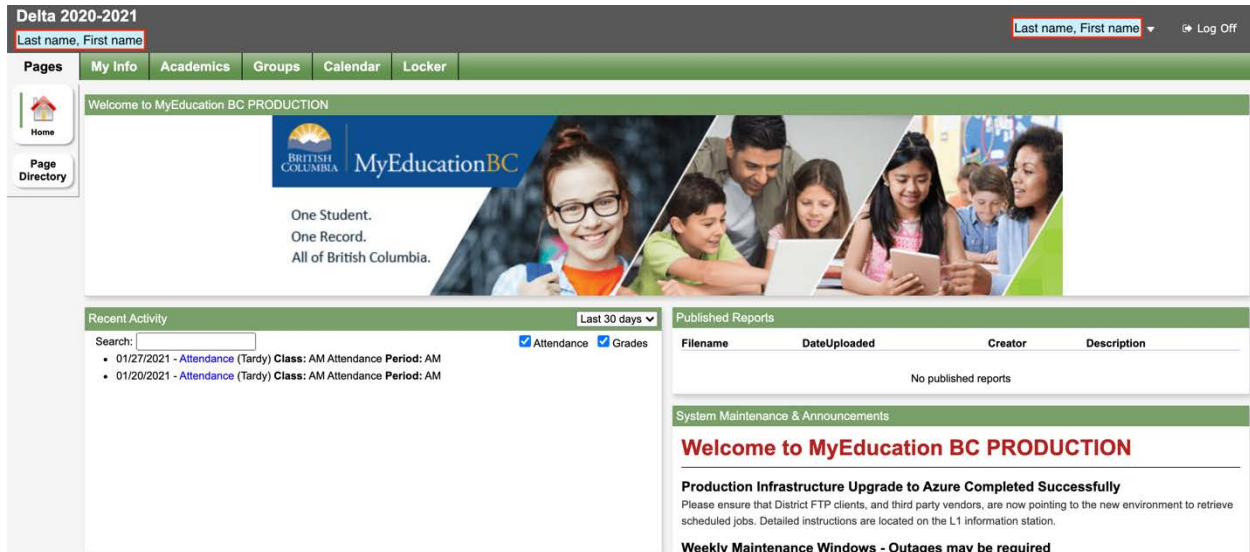 Delta 2020-2021
Last name, First name
Last name, First name
Log Off
Pages
My Info
Academics
Groups
Calendar
Locker
Home
Page
Directory
Welcome to MyEducation BC PRODUCTION
BRITISH
COLUMBIA
MyEducationBC
One Student.
One Record.
All of British Columbia.
Recent Activity
Last 30 days
Search:
Attendance
Grades
01/27/2021 - Attendance (Tardy) Class: AM Attendance Period: AM
01/20/2021 - Attendance (Tardy) Class: AM Attendance Period: AM
Published Reports
Filename DateUploaded Creator Description
No published reports
System Maintenance & Announcements
Welcome to MyEducation BC PRODUCTION
Production Infrastructure Upgrade to Azure Completed Successfully
Please ensure that District FTP clients, and third party vendors, are now pointing to the new environment to retrieve
scheduled jobs. Detailed instructions are located on the L1 information station.
Weekly Maintenance Windows - Outages may be required